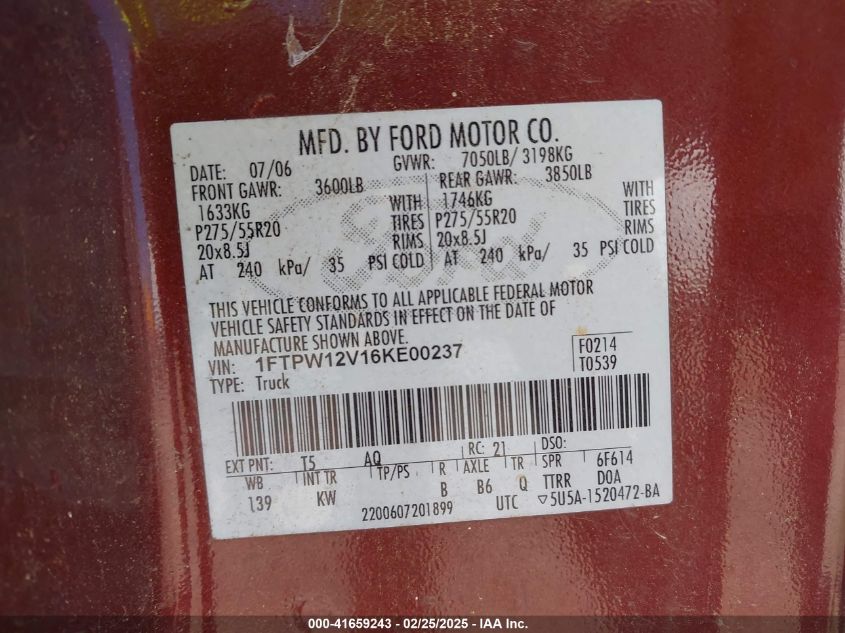 MFD. BY FORD MOTOR CO.
DATE: 07/06 GVWR: 7050LB/ 3198KG
FRONT GAWR: 3600LB REAR GAWR: 3850LB
1633KG WITH 1746KG WITH
P275/55R20 TIRES P275/55R20 TIRES
20x8.5J RIMS 20x8.5J RIMS
AT 240 kPa/ 35 PSI COLD AT 240 kPa/ 35 PSI COLD
THIS VEHICLE CONFORMS TO ALL APPLICABLE FEDERAL MOTOR
VEHICLE SAFETY STANDARDS IN EFFECT ON THE DATE OF
MANUFACTURE SHOWN ABOVE.
VIN: 1FTPW12V16KE00237 F0214
TYPE: Truck T0539
EXT PNT: T5 AQ RC: 21 DSO:
WB INT TR TP/PS R AXLE TR SPR 6F614
139 KW B B6 Q TTRR DOA
2200607201899 UTC ▽5U5A-1520472-BA
000-41659243 - 02/25/2025 - IAA Inc.